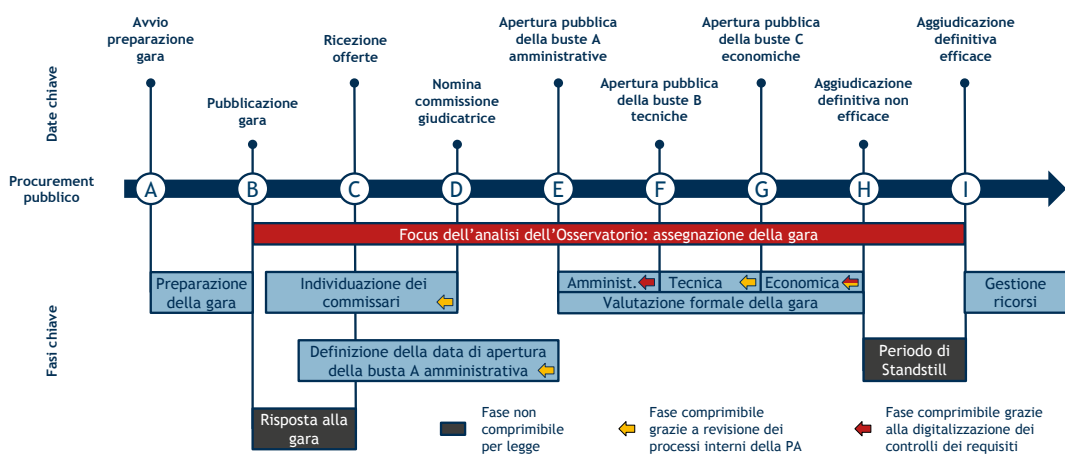 Avvio
preparazione
gara
Pubblicazione
gara
Ricezione
offerte
Nomina
commissione
giudicatrice
Apertura pubblica
della buste A
amministrative
Apertura pubblica
della buste B
tecniche
Apertura pubblica
della buste C
economiche
Aggiudicazione
definitiva non
efficace
Aggiudicazione
definitiva
efficace
Date chiave
Procurement
pubblico
A
B
C
D
E
F
G
H
I
Focus dell'analisi dell'Osservatorio: assegnazione della gara
Fasi chiave
Preparazione
della gara
Individuazione dei
commissari
Amminist.
Tecnica
Economica
Valutazione formale della gara
Gestione
ricorsi
Definizione della data di apertura
della busta A amministrativa
Periodo di
Standstill
Risposta alla
gara
Fase non
comprimibile
per legge
Fase comprimibile
grazie a revisione dei
processi interni della PA
Fase comprimibile grazie
alla digitalizzazione dei
controlli dei requisiti